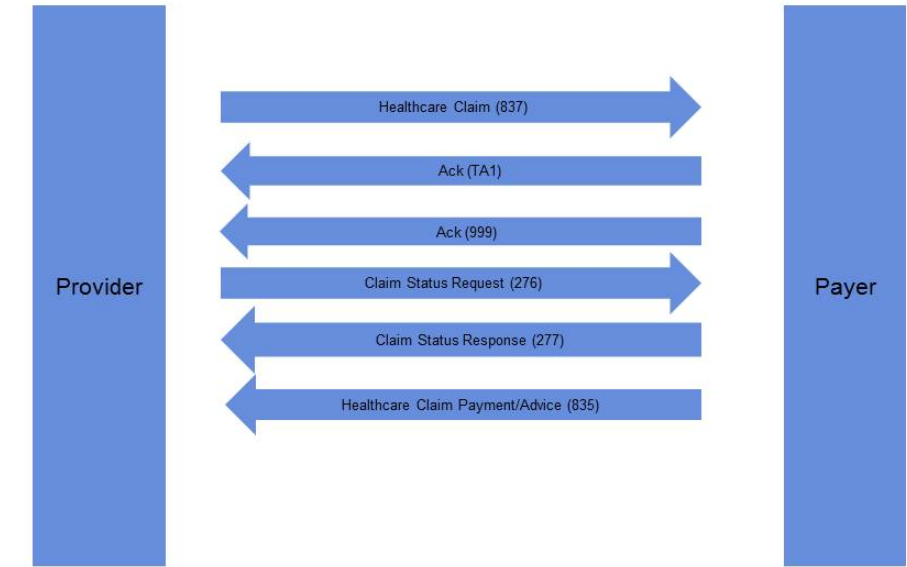 Healthcare Claim (837)
Ack (TA1)
Ack (999)
Provider
Claim Status Request (276)
Payer
Claim Status Response (277)
Healthcare Claim Payment/Advice (835)